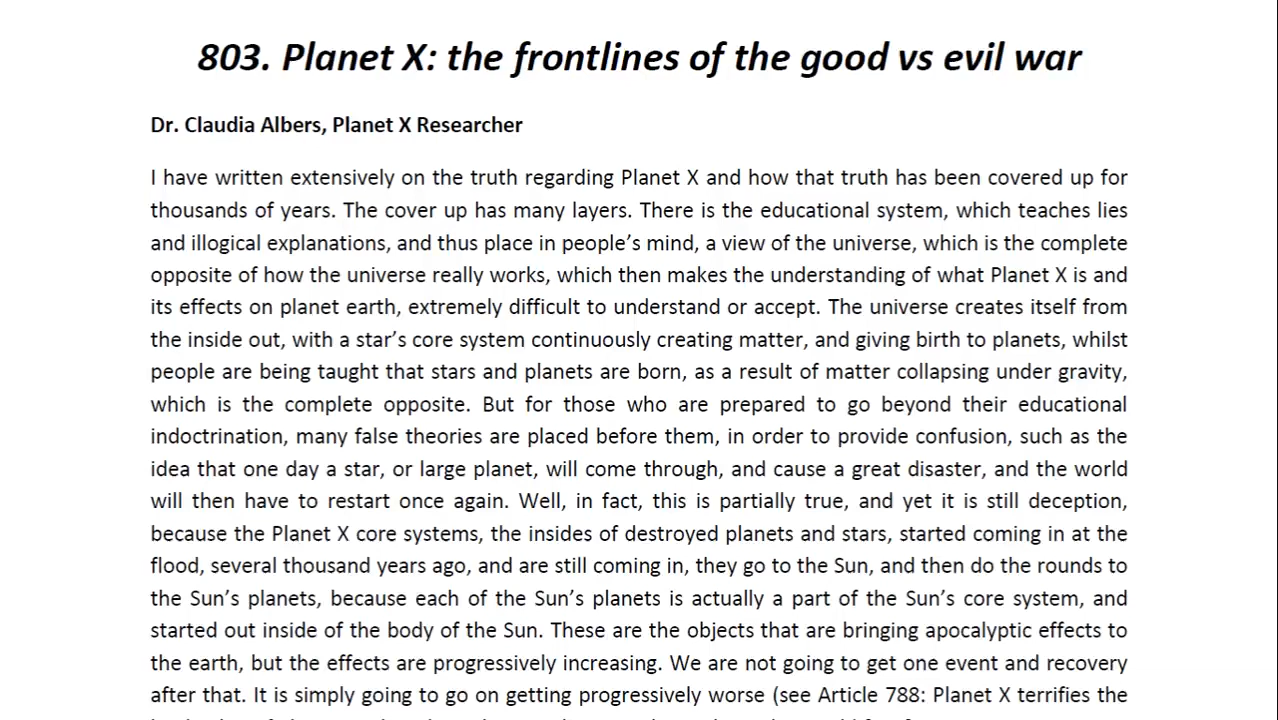 803. Planet X: the frontlines of the good vs evil war
Dr. Claudia Albers, Planet X Researcher
I have written extensively on the truth regarding Planet X and how that truth has been covered up for
thousands of years. The cover up has many layers. There is the educational system, which teaches lies
and illogical explanations, and thus place in people’s mind, a view of the universe, which is the complete
opposite of how the universe really works, which then makes the understanding of what Planet X is and
its effects on planet earth, extremely difficult to understand or accept. The universe creates itself from
the inside out, with a star’s core system continuously creating matter, and giving birth to planets, whilst
people are being taught that stars and planets are born, as a result of matter collapsing under gravity,
which is the complete opposite. But for those who are prepared to go beyond their educational
indoctrination, many false theories are placed before them, in order to provide confusion, such as the
idea that one day a star, or large planet, will come through, and cause a great disaster, and the world
will then have to restart once again. Well, in fact, this is partially true, and yet it is still deception,
because the Planet X core systems, the insides of destroyed planets and stars, started coming in at the
flood, several thousand years ago, and are still coming in, they go to the Sun, and then do the rounds to
the Sun’s planets, because each of the Sun’s planets is actually a part of the Sun’s core system, and
started out inside of the body of the Sun. These are the objects that are bringing apocalyptic effects to
the earth, but the effects are progressively increasing. We are not going to get one event and recovery
after that. It is simply going to go on getting progressively worse (see Article 788: Planet X terrifies the